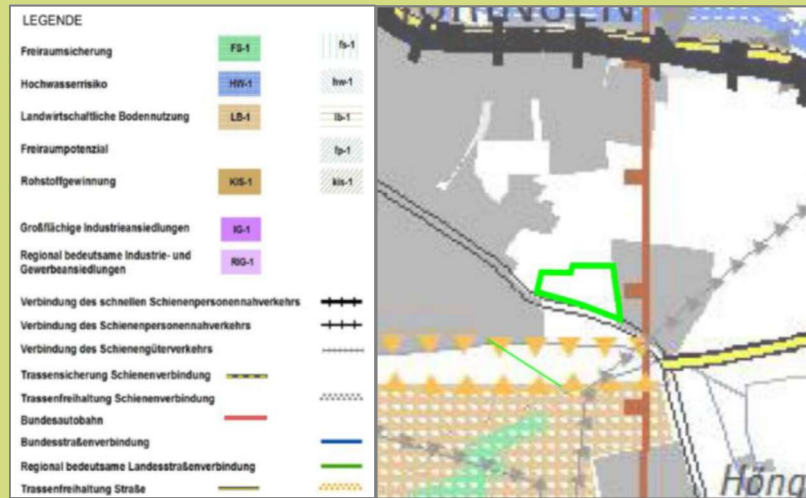 LEGENDE
Freiraumsicherung FS-1 fs-1
Hochwasserrisiko HW-1 hw-1
Landwirtschaftliche Bodennutzung LB-1 lb-1
Freiraumpotenzial fp-1
Rohstoffgewinnung KIS-1 kis-1
Großflächige Industrieansiedlungen IG-1
Regional bedeutsame Industrie- und
Gewerbeansiedlungen RIG-1
Verbindung des schnellen Schienenpersonennahverkehrs
Verbindung des Schienenpersonennahverkehrs
Verbindung des Schienengüterverkehrs
Trassensicherung Schienenverbindung
Trassenfreihaltung Schienenverbindung
Bundesautobahn
Bundesstraßenverbindung
Regional bedeutsame Landesstraßenverbindung
Trassenfreihaltung Straße
Höng